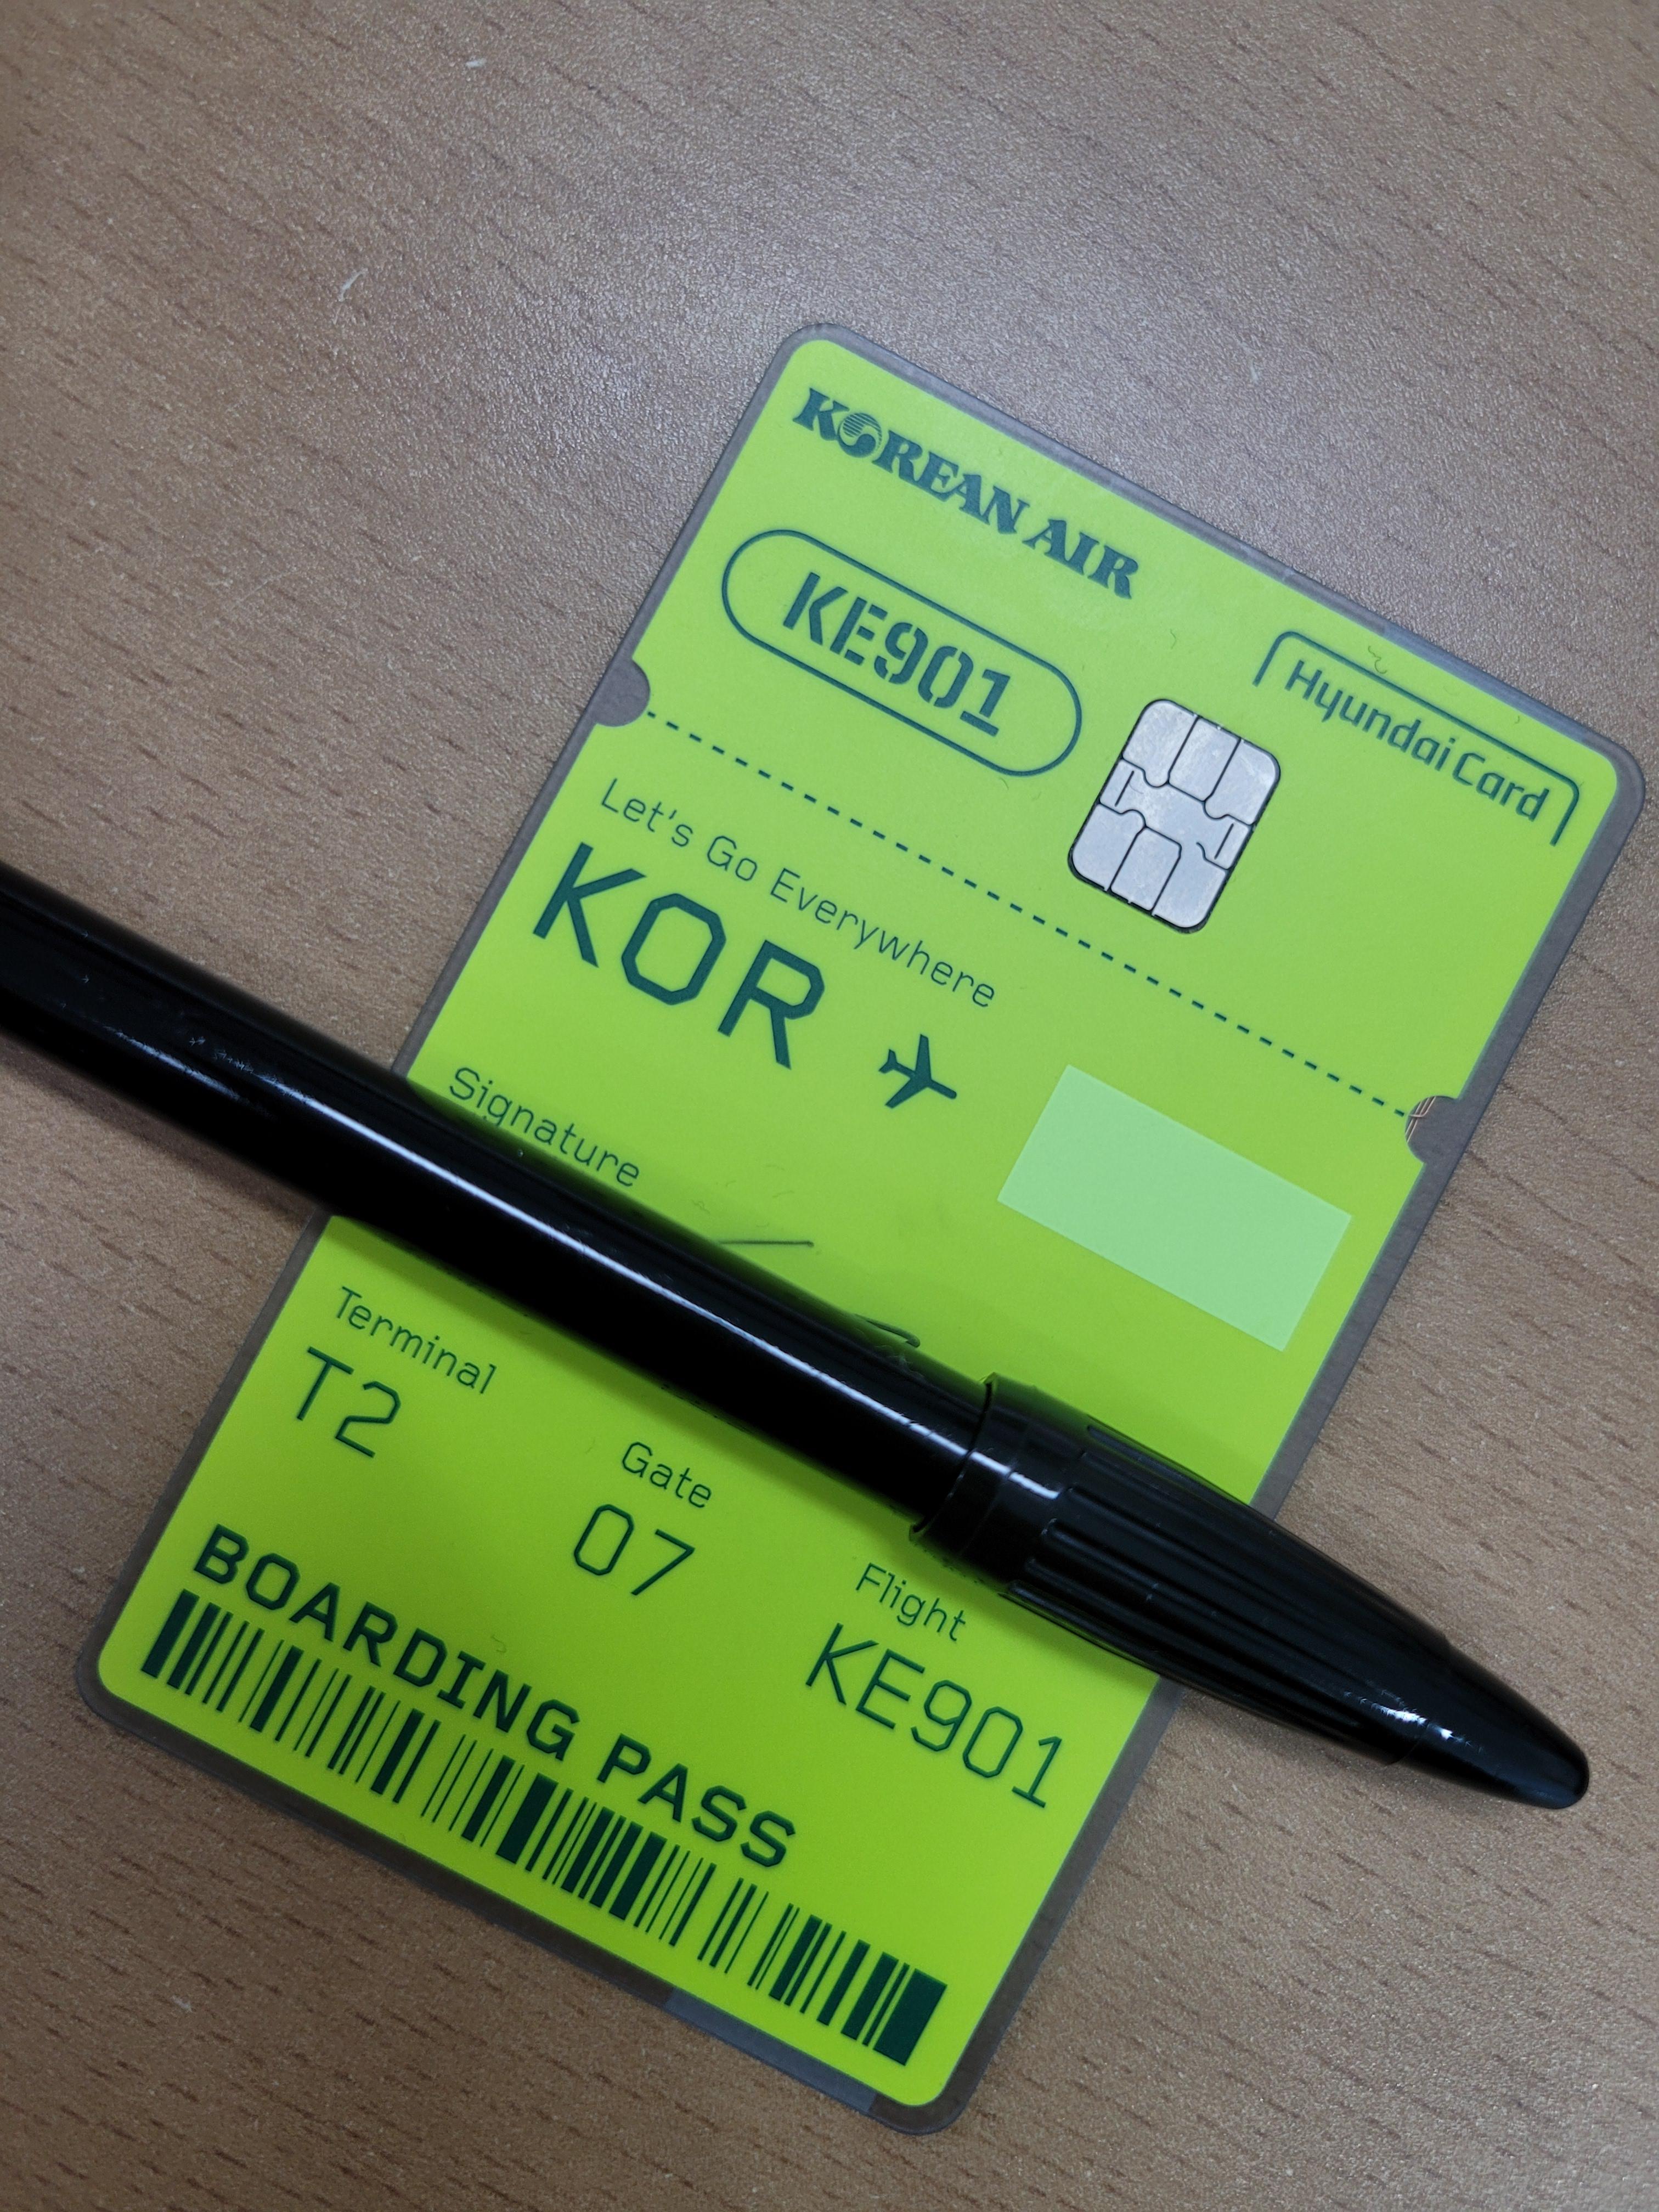 KOREAN AIR
KE901
Hyundai Card
Let's Go Everywhere
KOR
Signature
Terminal
T2
Gate
07
Flight
KE901
BOARDING PASS